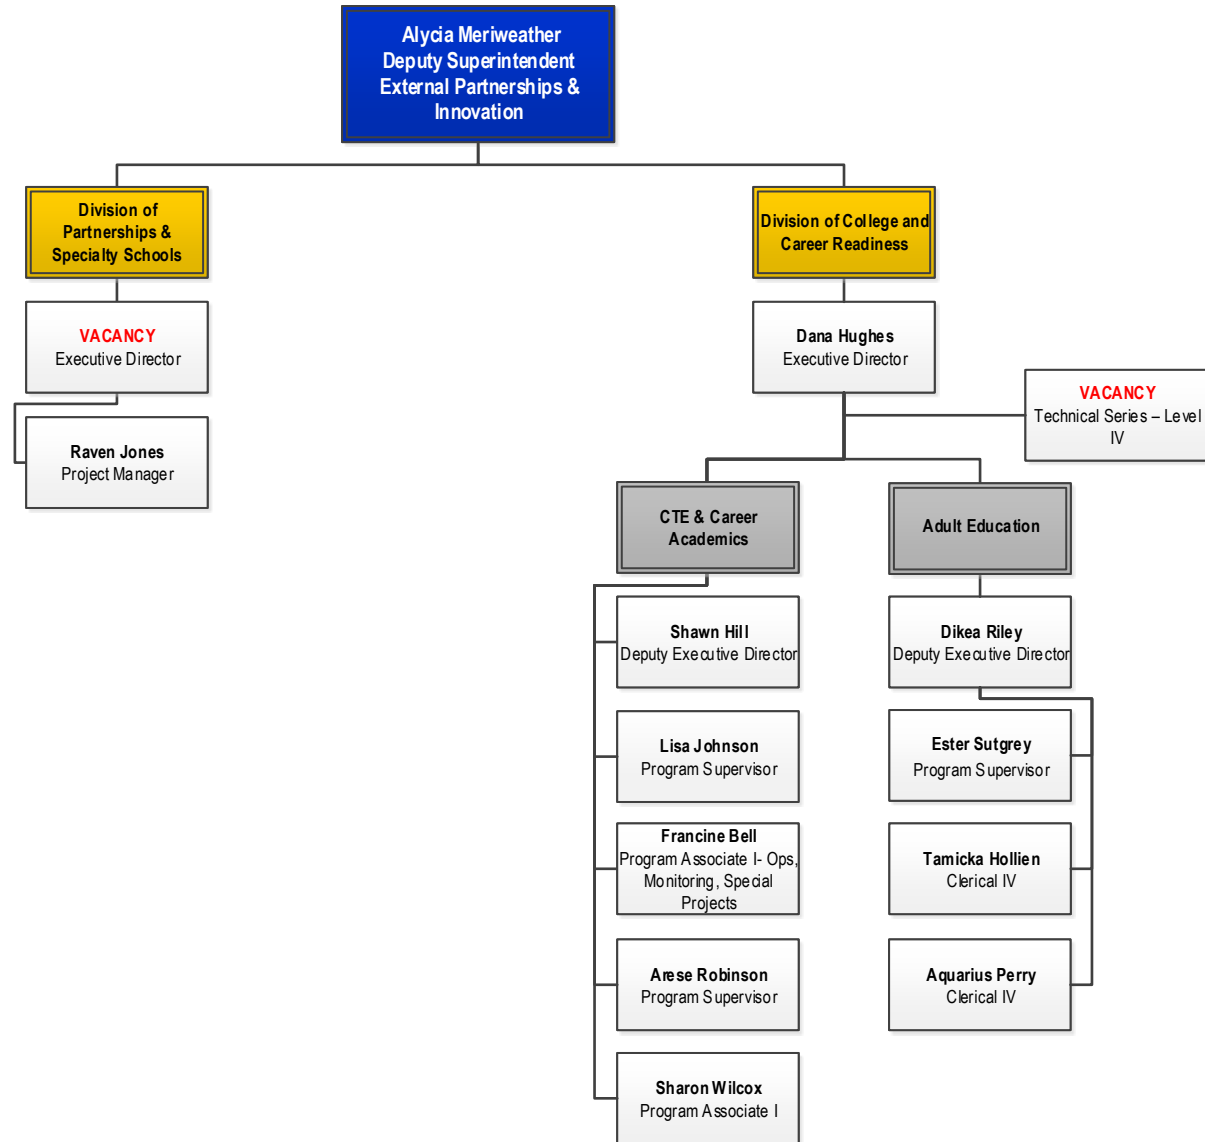 Alycia Meriweather
Deputy Superintendent
External Partnerships &
Innovation
Division of
Partnerships &
Specialty Schools
Division of College and
Career Readiness
VACANCY
Executive Director
Dana Hughes
Executive Director
VACANCY
Technical Series – Level
IV
Raven Jones
Project Manager
CTE & Career
Academics
Adult Education
Shawn Hill
Deputy Executive Director
Dikea Riley
Deputy Executive Director
Lisa Johnson
Program Supervisor
Ester Sutgrey
Program Supervisor
Francine Bell
Program Associate I- Ops,
Monitoring, Special
Projects
Tamicka Hollien
Clerical IV
Arese Robinson
Program Supervisor
Aquarius Perry
Clerical IV
Sharon Wilcox
Program Associate I